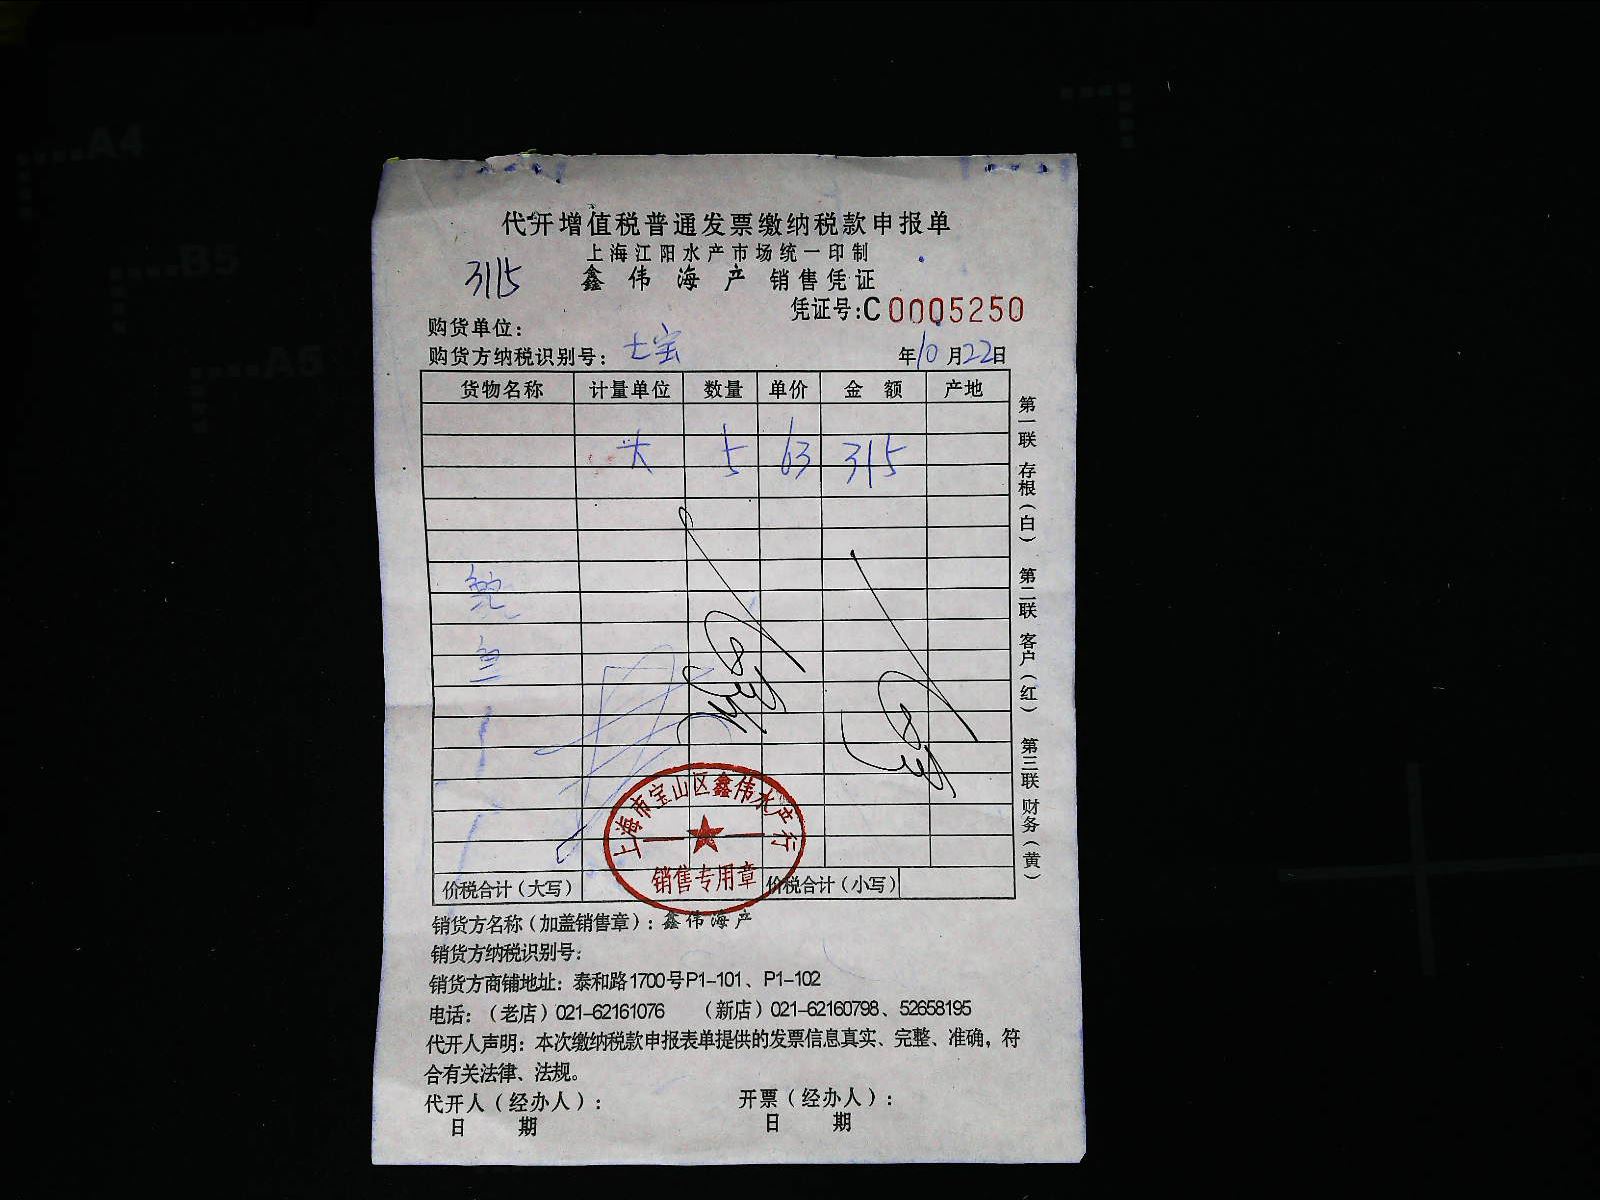 A4
B5
A5
代开增值税普通发票缴纳税款申报单
上海江阳水产市场统一印制
3115 鑫伟海产 销售凭证
凭证号:C0005250
购货单位:
购货方纳税识别号: 七宝 年10月22日
货物名称 计量单位 数量 单价 金额 产地
大 5 63 315
鱼
价税合计(大写) 价税合计(小写)
上海市宝山区鑫伟水产行
销售专用章
销货方名称(加盖销售章): 鑫伟海产
销货方纳税识别号:
销货方商铺地址: 泰和路1700号P1-101、P1-102
电话:(老店)021-62161076 (新店)021-62160798、52658195
代开人声明: 本次缴纳税款申报表单提供的发票信息真实、完整、准确, 符
合有关法律、法规。
代开人(经办人): 开票(经办人):
日 期 日 期
第一联 存根(白) 第二联 客户(红) 第三联 财务(黄)